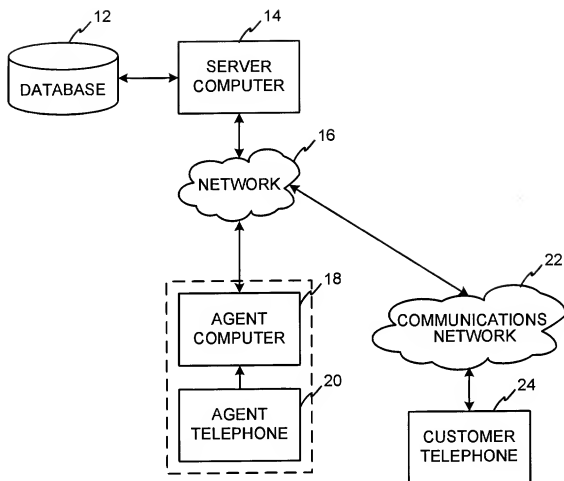 12
14
DATABASE
SERVER
COMPUTER
16
NETWORK
18
AGENT
COMPUTER
22
COMMUNICATIONS
NETWORK
20
AGENT
TELEPHONE
24
CUSTOMER
TELEPHONE